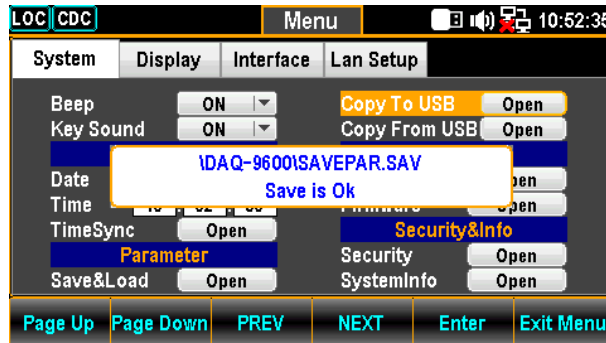 LOC CDC Menu 10:52:35
System Display Interface Lan Setup
Beep ON Copy To USB Open
Key Sound ON Copy From USB Open
\DAQ-9600\SAVEPAR.SAV
Save is Ok
Date
Time
TimeSync Open Security&Info
Parameter Security Open
Save&Load Open SystemInfo Open
Page Up Page Down PREV NEXT Enter Exit Menu